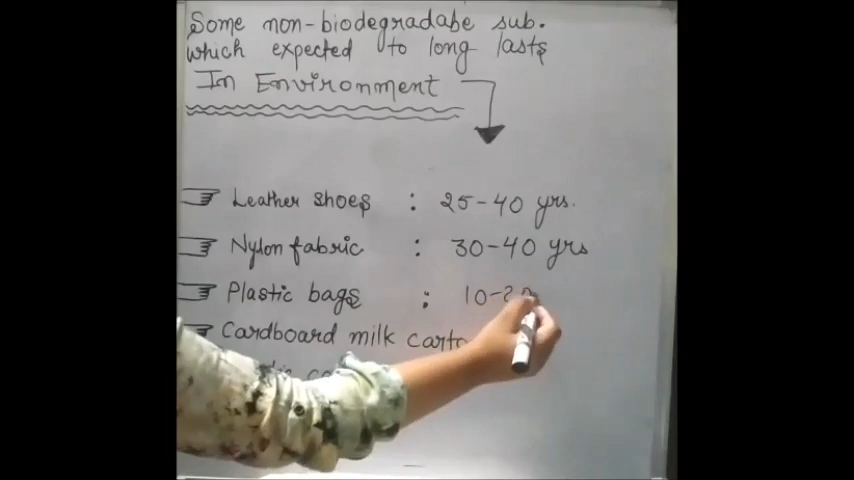 Some non-biodegradabe sub.
which expected to long lasts
In Environment
Leather shoes : 25-40 yrs.
Nylon fabric : 30-40 yrs
Plastic bags : 10-20
Cardboard milk carto